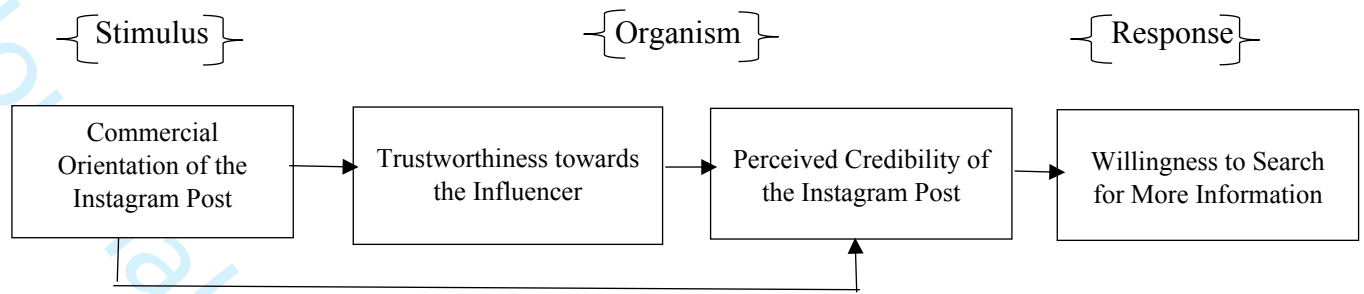 Stimulus
Organism
Response
Commercial
Orientation of the
Instagram Post
Trustworthiness towards
the Influencer
Perceived Credibility of
the Instagram Post
Willingness to Search
for More Information